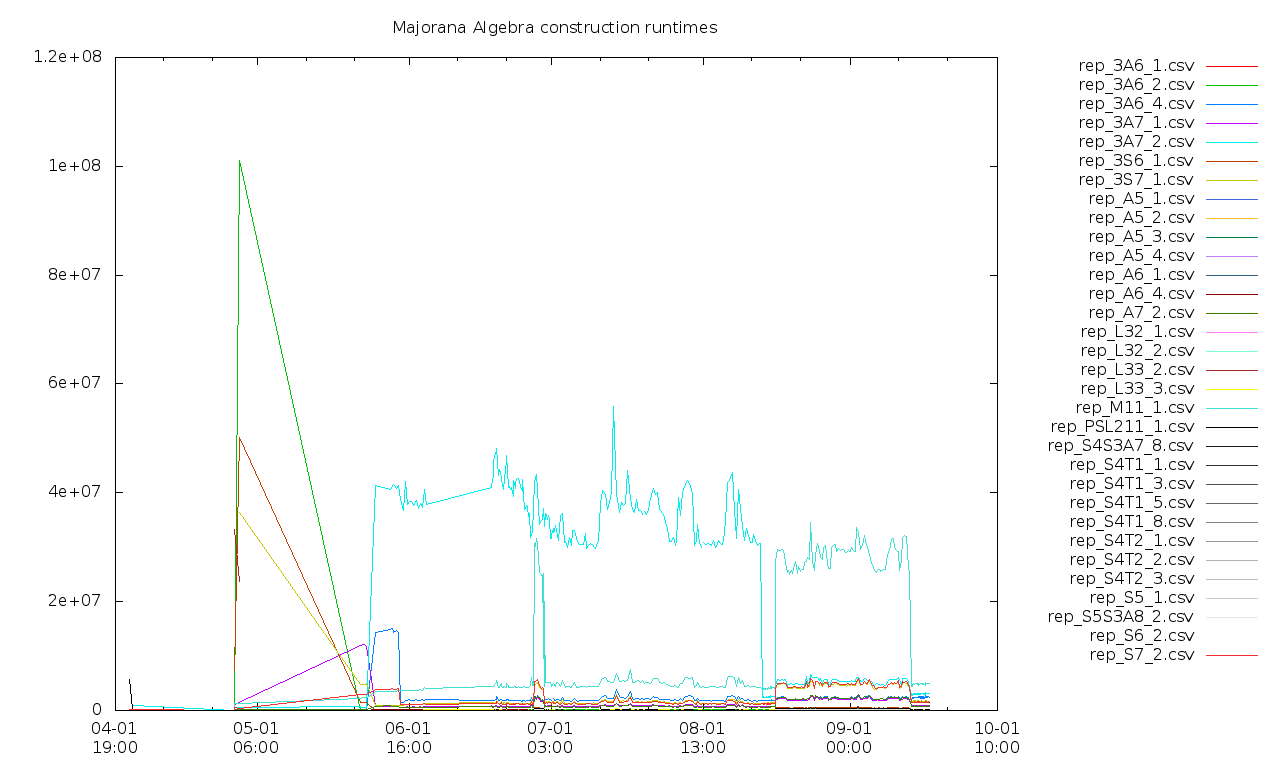 Majorana Algebra construction runtimes
1.2e+08
1e+08
8e+07
6e+07
4e+07
2e+07
0
04-01 05-01 06-01 07-01 08-01 09-01 10-01
19:00 06:00 16:00 03:00 13:00 00:00 10:00
rep_3A6_1.csv
rep_3A6_2.csv
rep_3A6_4.csv
rep_3A7_1.csv
rep_3A7_2.csv
rep_3S6_1.csv
rep_3S7_1.csv
rep_A5_1.csv
rep_A5_2.csv
rep_A5_3.csv
rep_A5_4.csv
rep_A6_1.csv
rep_A6_4.csv
rep_A7_2.csv
rep_L32_1.csv
rep_L32_2.csv
rep_L33_2.csv
rep_L33_3.csv
rep_M11_1.csv
rep_PSL211_1.csv
rep_S4S3A7_8.csv
rep_S4T1_1.csv
rep_S4T1_3.csv
rep_S4T1_5.csv
rep_S4T1_8.csv
rep_S4T2_1.csv
rep_S4T2_2.csv
rep_S4T2_3.csv
rep_S5_1.csv
rep_S5S3A8_2.csv
rep_S6_2.csv
rep_S7_2.csv